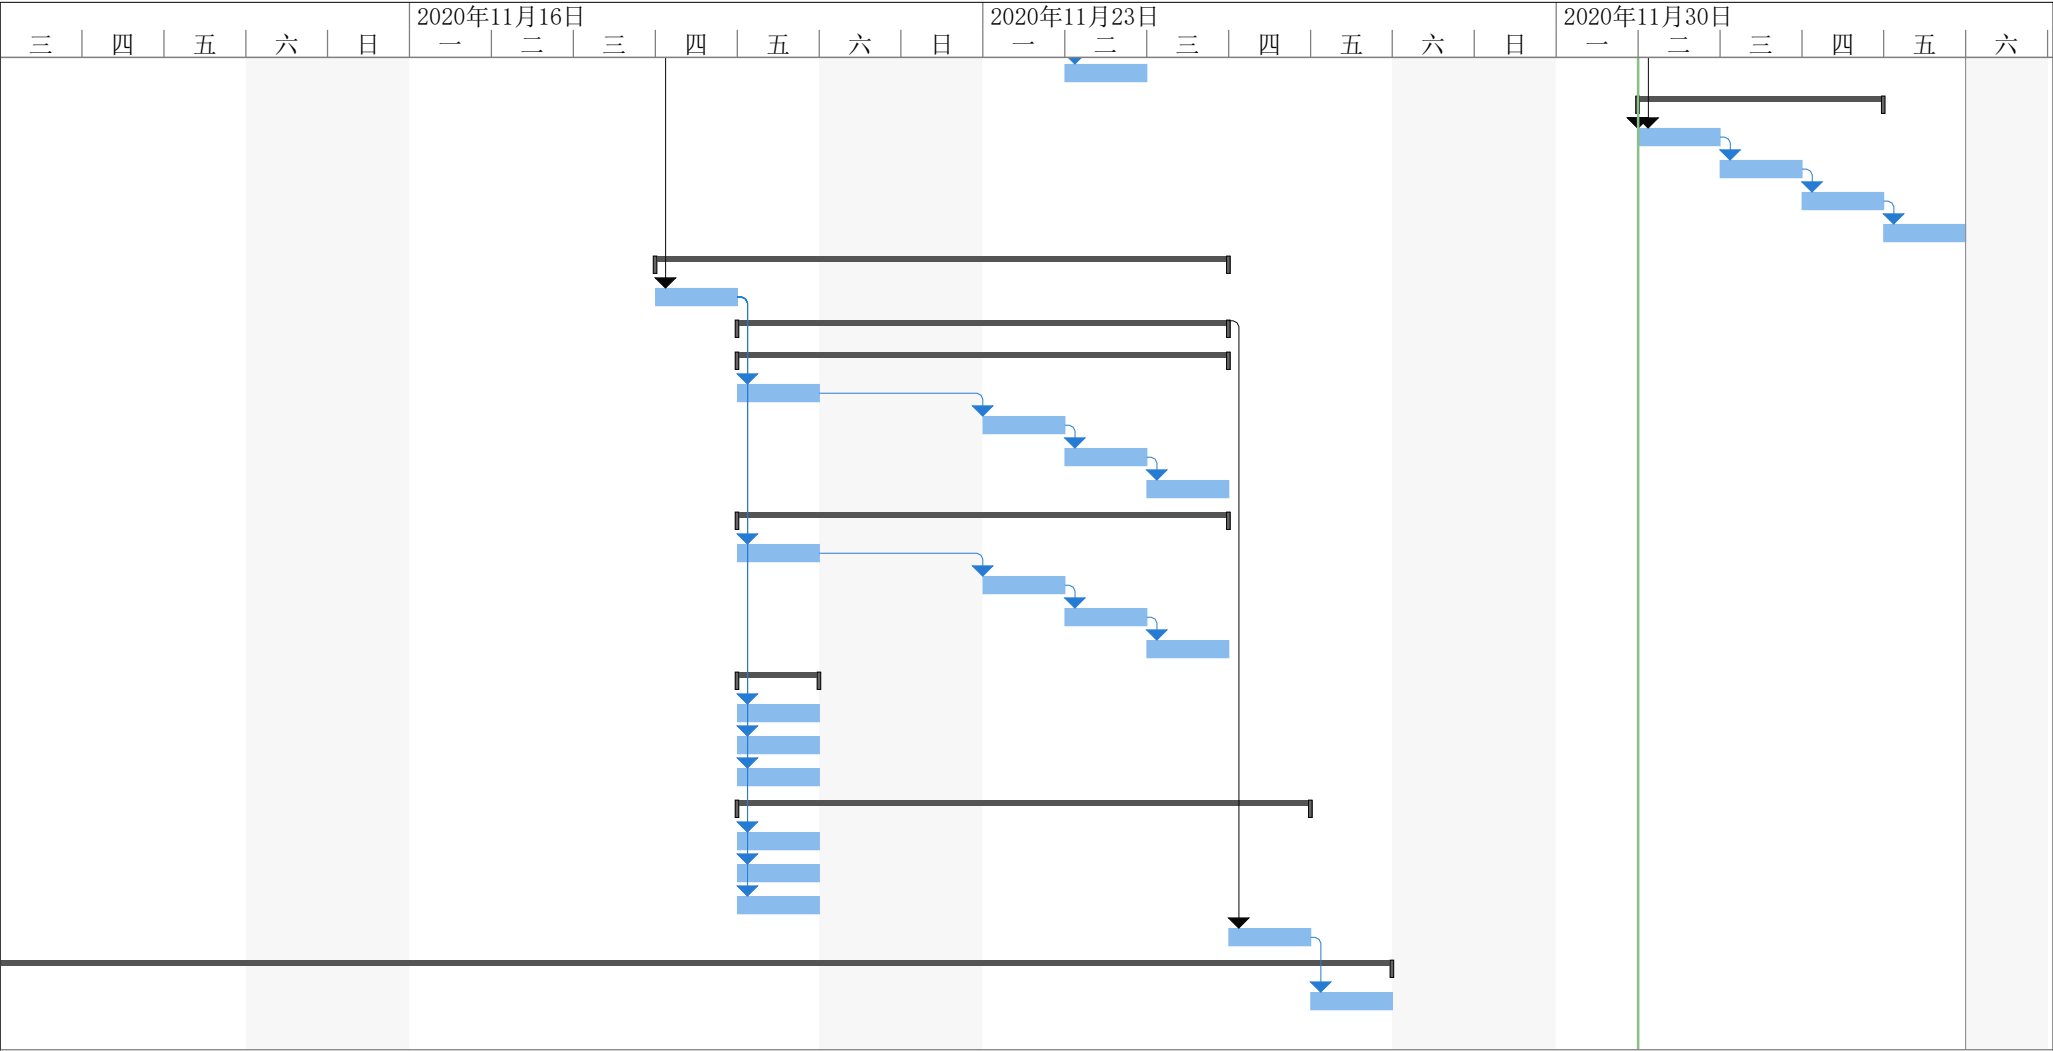 2020年11月16日 2020年11月23日 2020年11月30日
三 四 五 六 日 一 二 三 四 五 六 日 一 二 三 四 五 六 日 一 二 三 四 五 六